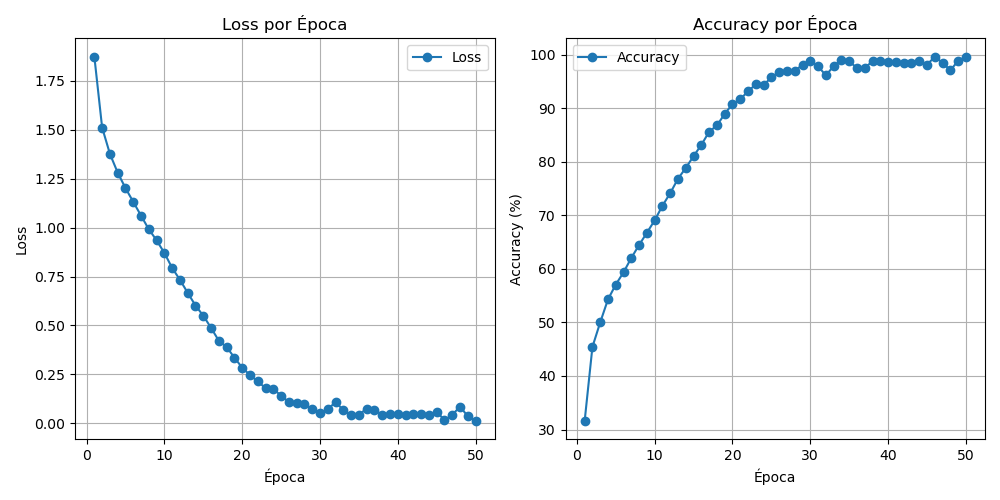 Loss por Época
Loss
1.75
1.50
1.25
1.00
0.75
0.50
0.25
0.00
Loss
0 10 20 30 40 50
Época
Accuracy por Época
Accuracy
100
90
80
70
60
50
40
30
Accuracy (%)
0 10 20 30 40 50
Época